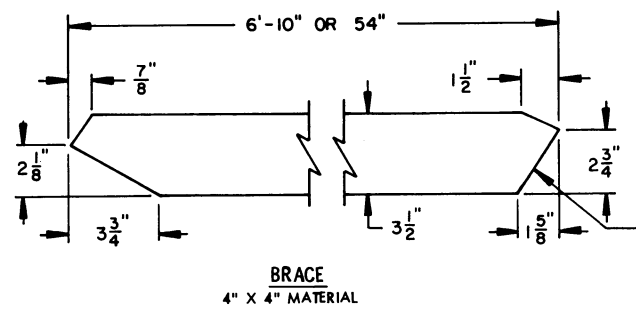 6'-10" OR 54"
7/8"
1 1/2"
2 1/8"
2 3/4"
3 3/4"
3 1/2"
1 5/8"
BRACE
4" X 4" MATERIAL